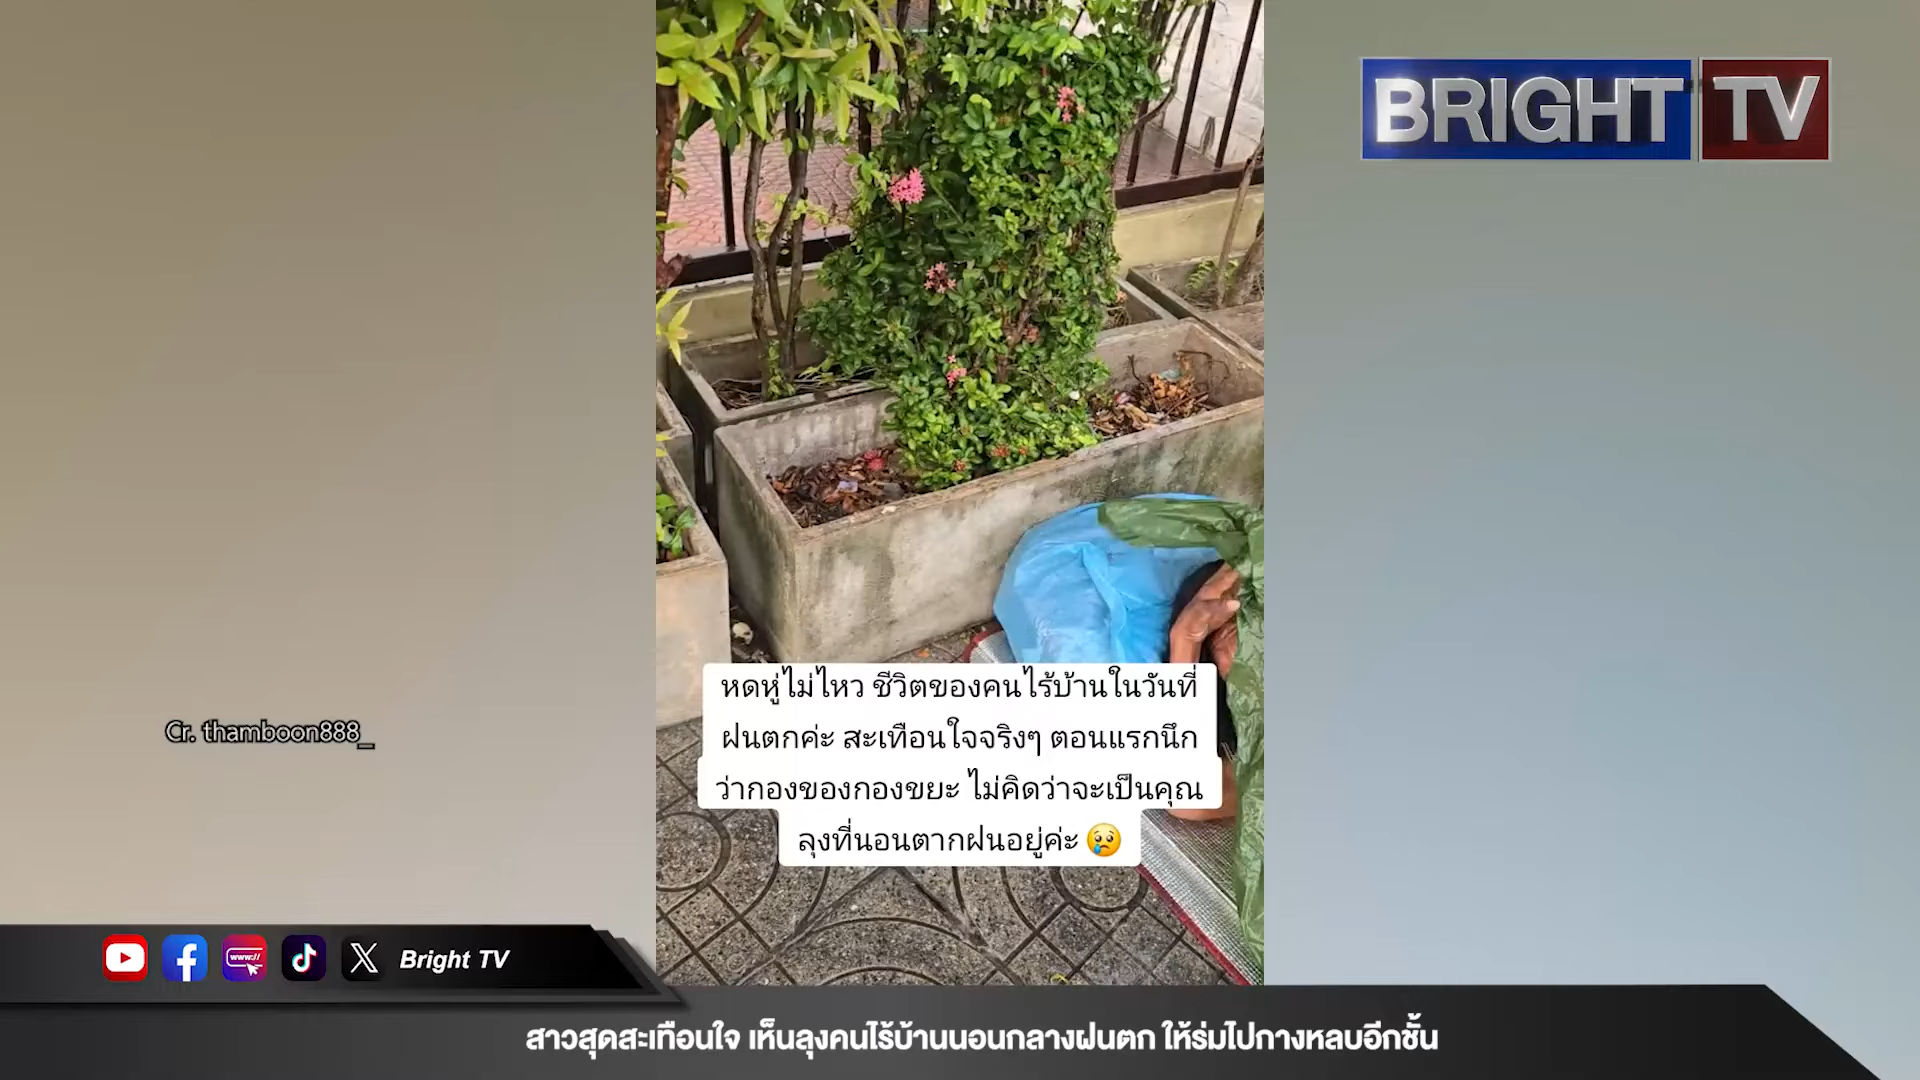 BRIGHT TV
หดหู่ไม่ไหว ชีวิตของคนไร้บ้านในวันที่
ฝนตกค่ะ สะเทือนใจจริงๆ ตอนแรกนึก
ว่ากองของกองขยะ ไม่คิดว่าจะเป็นคุณ
ลุงที่นอนตากฝนอยู่ค่ะ 😢
Cr. thamboon888_
www://
Bright TV
สาวสุดสะเทือนใจ เห็นลุงคนไร้บ้านนอนกลางฝนตก ให้ร่มไปกางหลบอีกชั้น